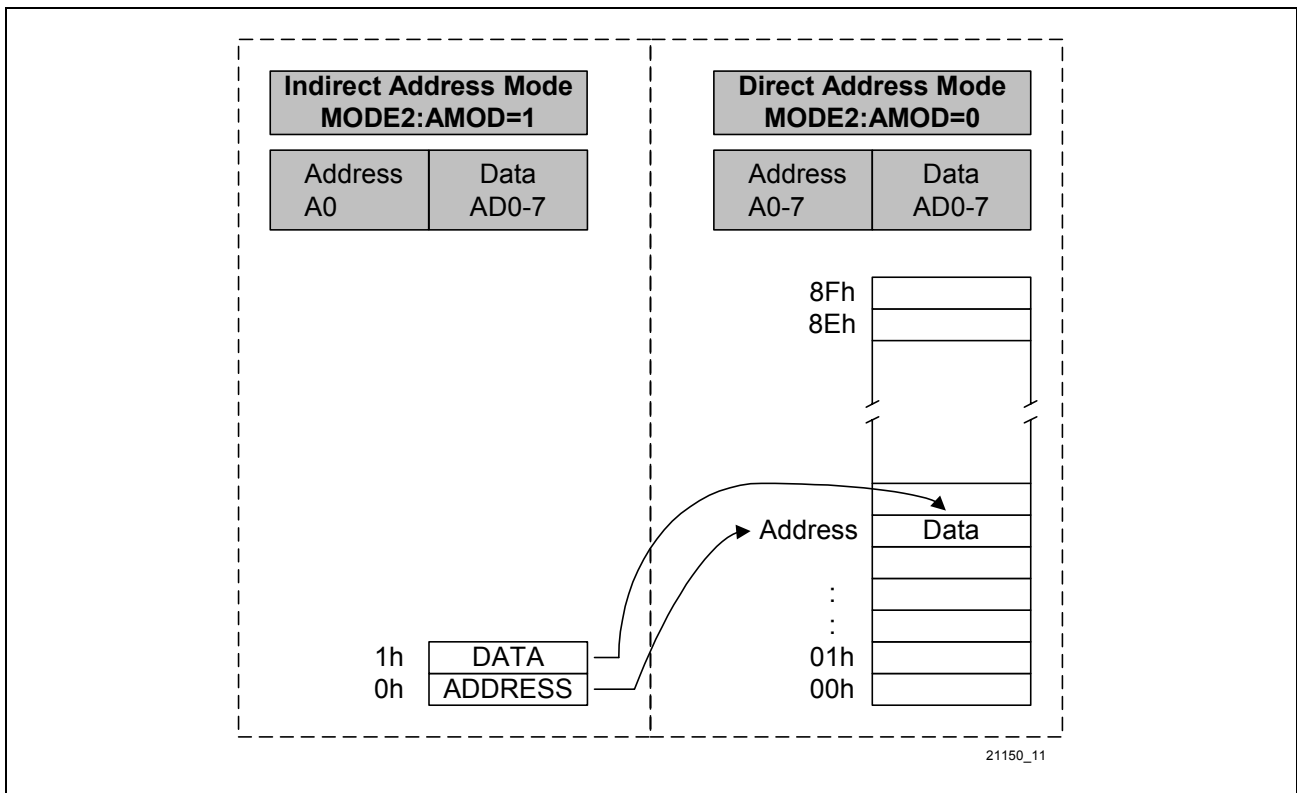 Indirect Address Mode
MODE2:AMOD=1
Address
A0
Data
AD0-7
Direct Address Mode
MODE2:AMOD=0
Address
A0-7
Data
AD0-7
8Fh
8Eh
Address
Data
:
:
1h
DATA
01h
0h
ADDRESS
00h
21150_11